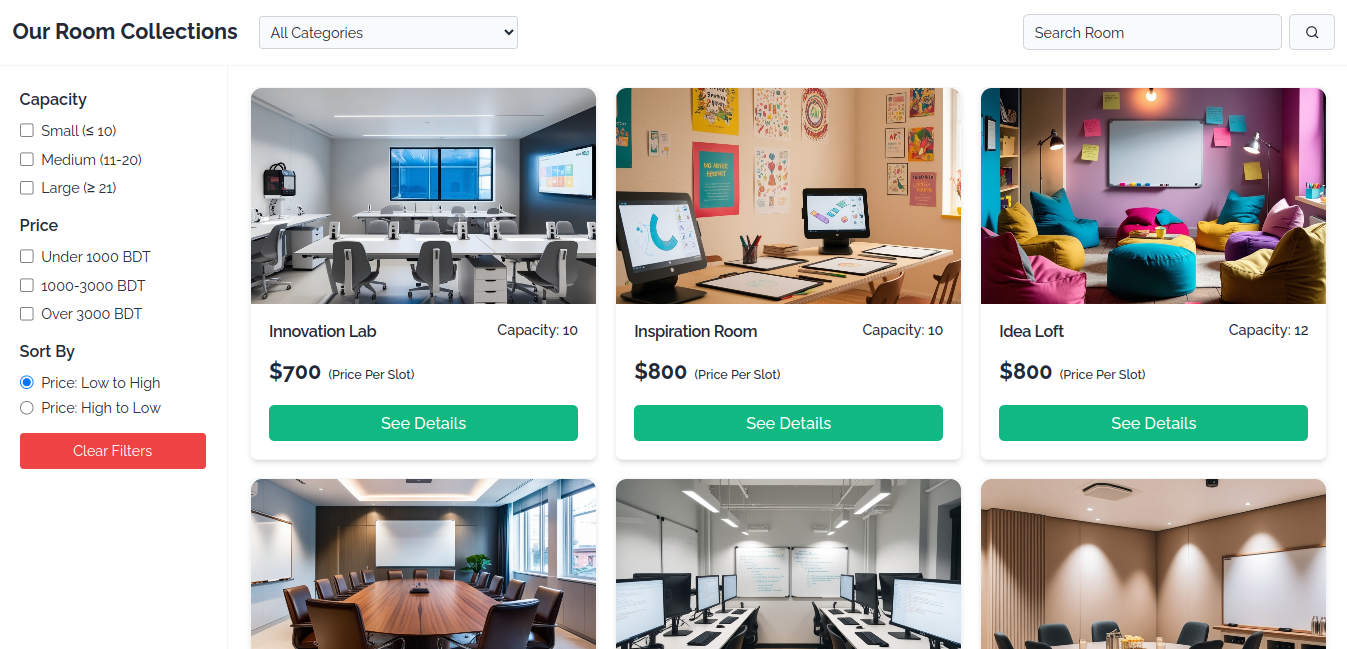 Our Room Collections
All Categories
Search Room
Capacity
Small (≤ 10)
Medium (11-20)
Large (≥ 21)
Price
Under 1000 BDT
1000-3000 BDT
Over 3000 BDT
Sort By
Price: Low to High
Price: High to Low
Clear Filters
Innovation Lab
Capacity: 10
$700 (Price Per Slot)
See Details
Inspiration Room
Capacity: 10
$800 (Price Per Slot)
See Details
Idea Loft
Capacity: 12
$800 (Price Per Slot)
See Details